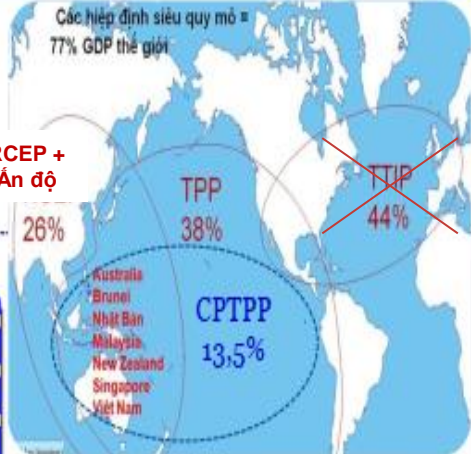 Các hiệp định siêu quy mô =
77% GDP thế giới
RCEP +
Ấn độ
26%
TPP
38%
TTIP
44%
Australia
Brunei
Nhật Bản
Malaysia
New Zealand
Singapore
Việt Nam
CPTPP
13,5%